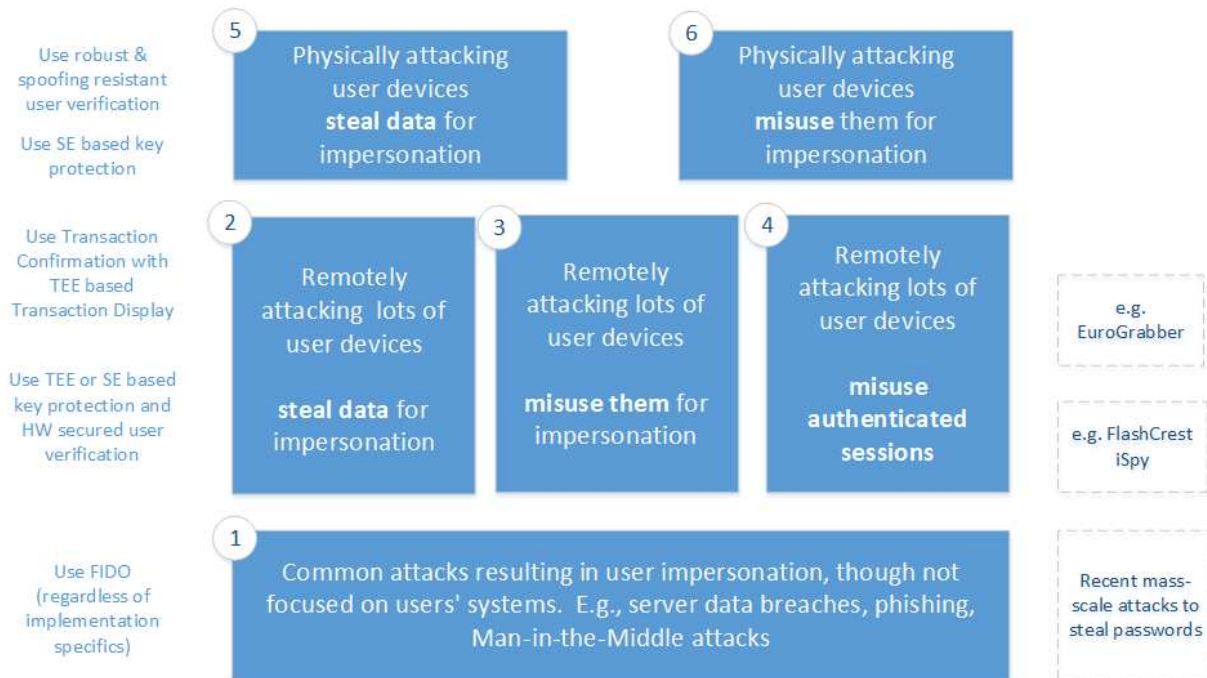 5
6
Use robust &
spoofing resistant
user verification
Use SE based key
protection
Physically attacking
user devices
steal data for
impersonation
Physically attacking
user devices
misuse them for
impersonation
2
3
4
Use Transaction
Confirmation with
TEE based
Transaction Display
Use TEE or SE based
key protection and
HW secured user
verification
Remotely
attacking lots of
user devices
steal data for
impersonation
Remotely
attacking lots of
user devices
misuse them for
impersonation
Remotely
attacking lots of
user devices
misuse
authenticated
sessions
e.g.
EuroGrabber
e.g. FlashCrest
iSpy
1
Use FIDO
(regardless of
implementation
specifics)
Common attacks resulting in user impersonation, though not
focused on users' systems. E.g., server data breaches, phishing,
Man-in-the-Middle attacks
Recent mass-
scale attacks to
steal passwords